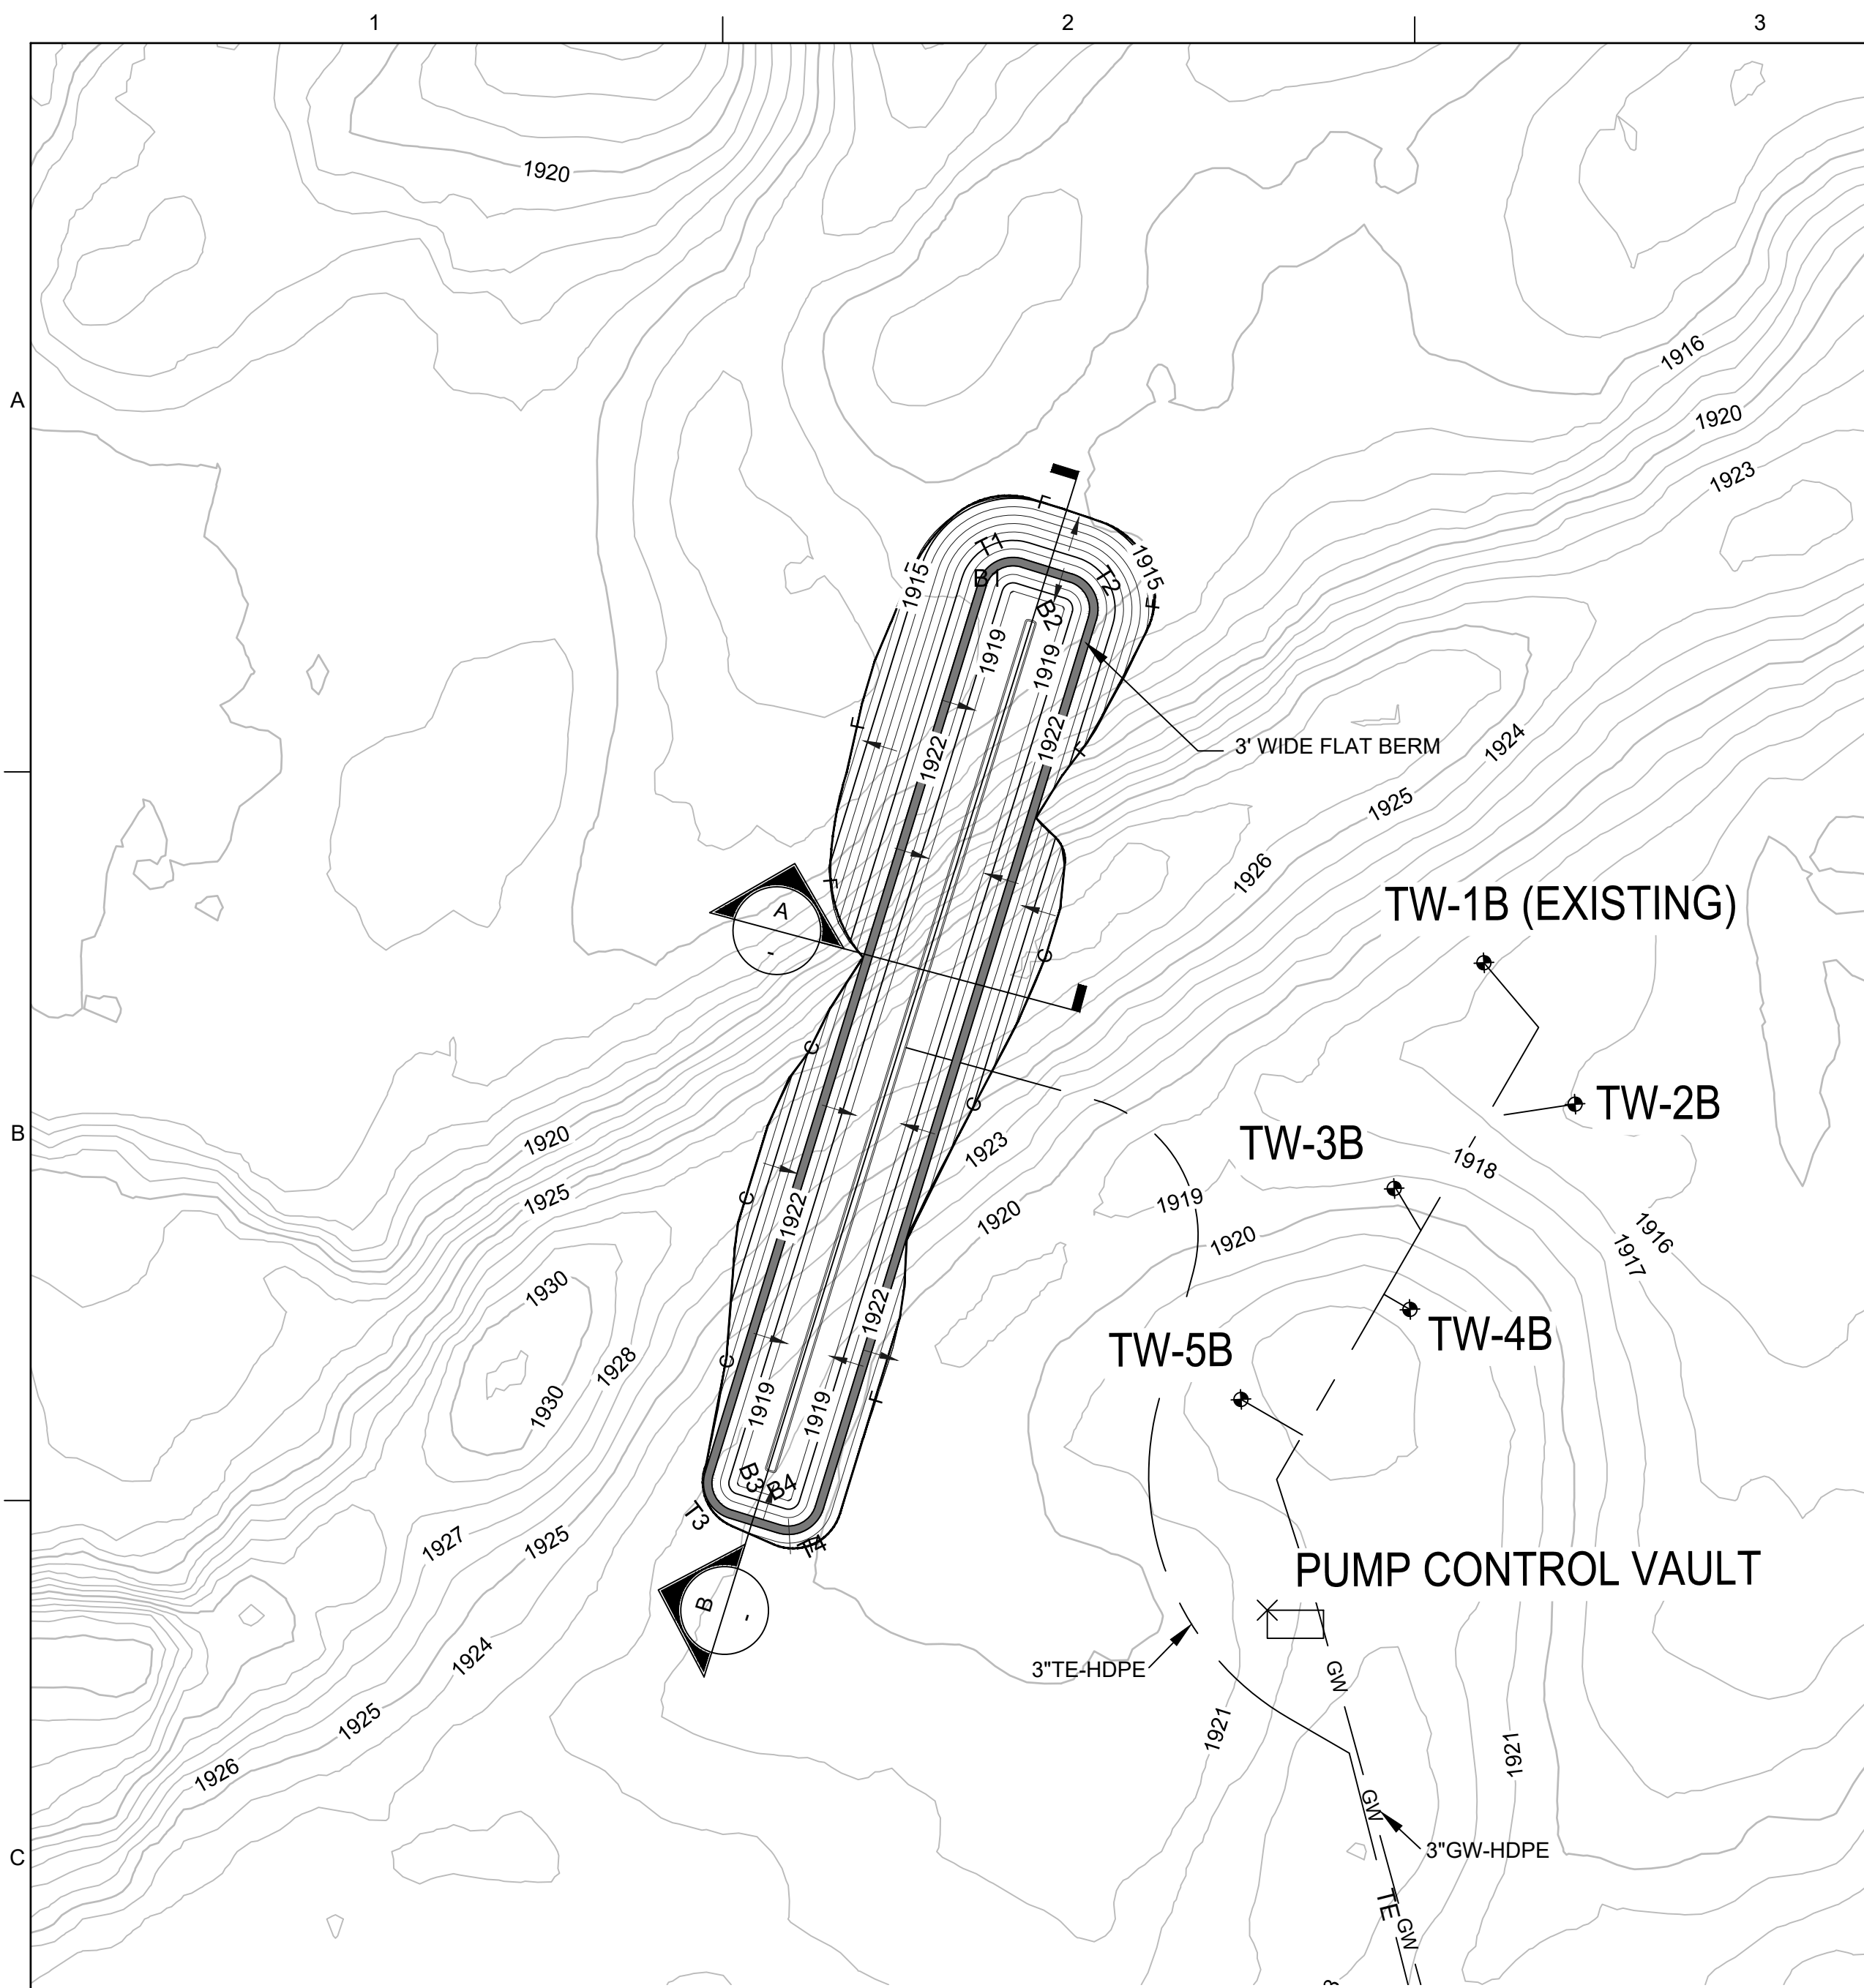 1
2
3
1920
1916
A
1920
1923
F
T1
1915
T2
F
1915
B1
B2
F
1919
1919
F
1922
1922
F
3' WIDE FLAT BERM
1924
1925
1926
F
A
-
TW-1B (EXISTING)
C
C
C
TW-2B
B
1920
TW-3B
1923
1918
1925
C
1919
1922
1920
1920
1916
1917
1930
1922
TW-4B
TW-5B
C
1928
1930
1919
1919
F
B3
B4
T3
T4
1927
1925
PUMP CONTROL VAULT
B
-
1924
3"TE-HDPE
GW
1925
1921
1921
1926
GW
C
3"GW-HDPE
TE
GW